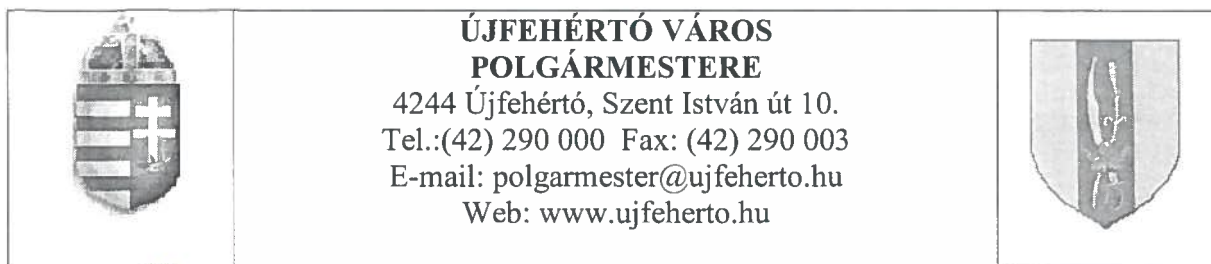 ÚJFEHÉRTÓ VÁROS
POLGÁRMESTERE
4244 Újfehértó, Szent István út 10.
Tel.:(42) 290 000 Fax: (42) 290 003
E-mail: polgarmester@ujfeherto.hu
Web: www.ujfeherto.hu